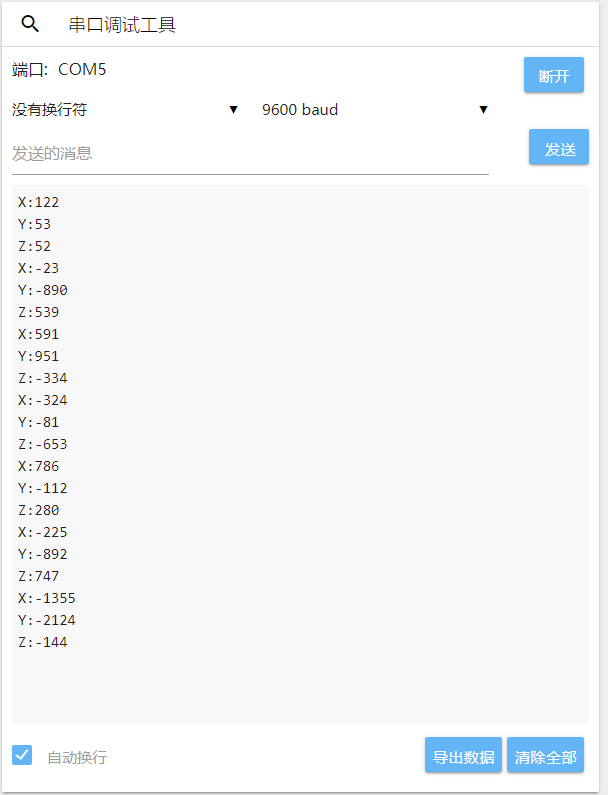 串口调试工具
端口: COM5
断开
没有换行符
9600 baud
发送的消息
发送
X:122
Y:53
Z:52
X:-23
Y:-890
Z:539
X:591
Y:951
Z:-334
X:-324
Y:-81
Z:-653
X:786
Y:-112
Z:280
X:-225
Y:-892
Z:747
X:-1355
Y:-2124
Z:-144
自动换行
导出数据
清除全部